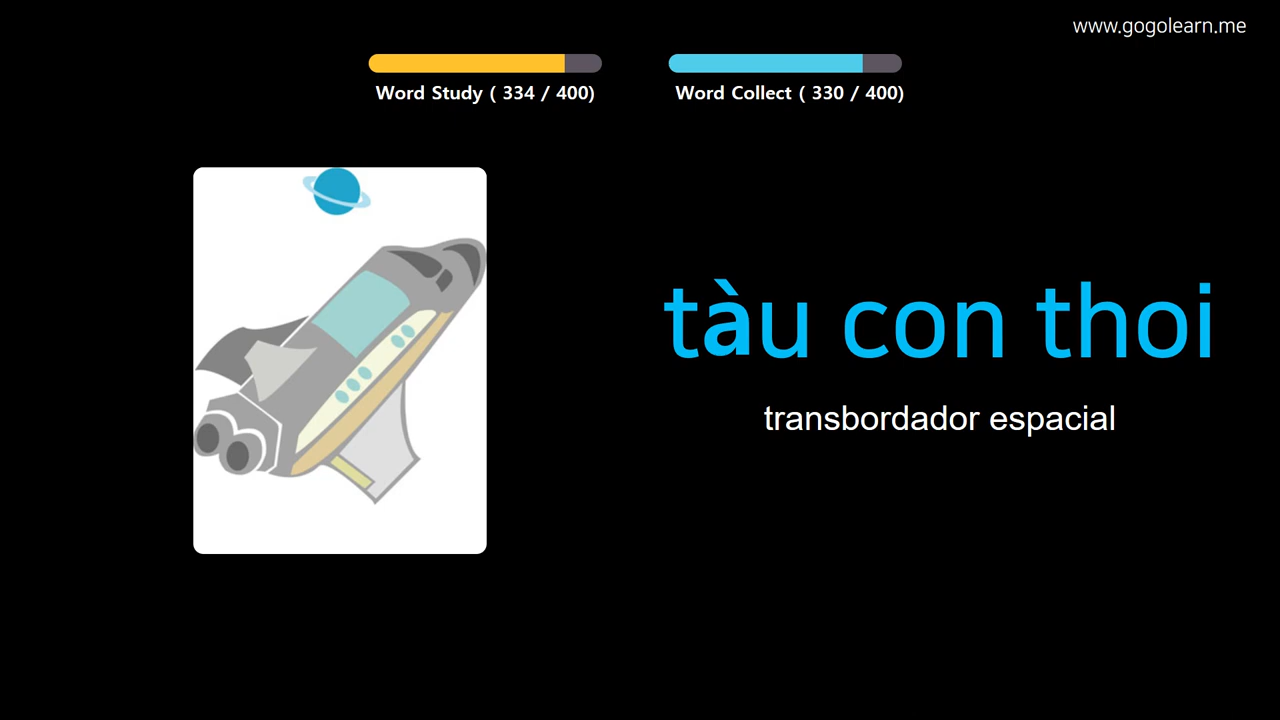 www.gogolearn.me
Word Study ( 334 / 400)
Word Collect ( 330 / 400)
tàu con thoi
transbordador espacial